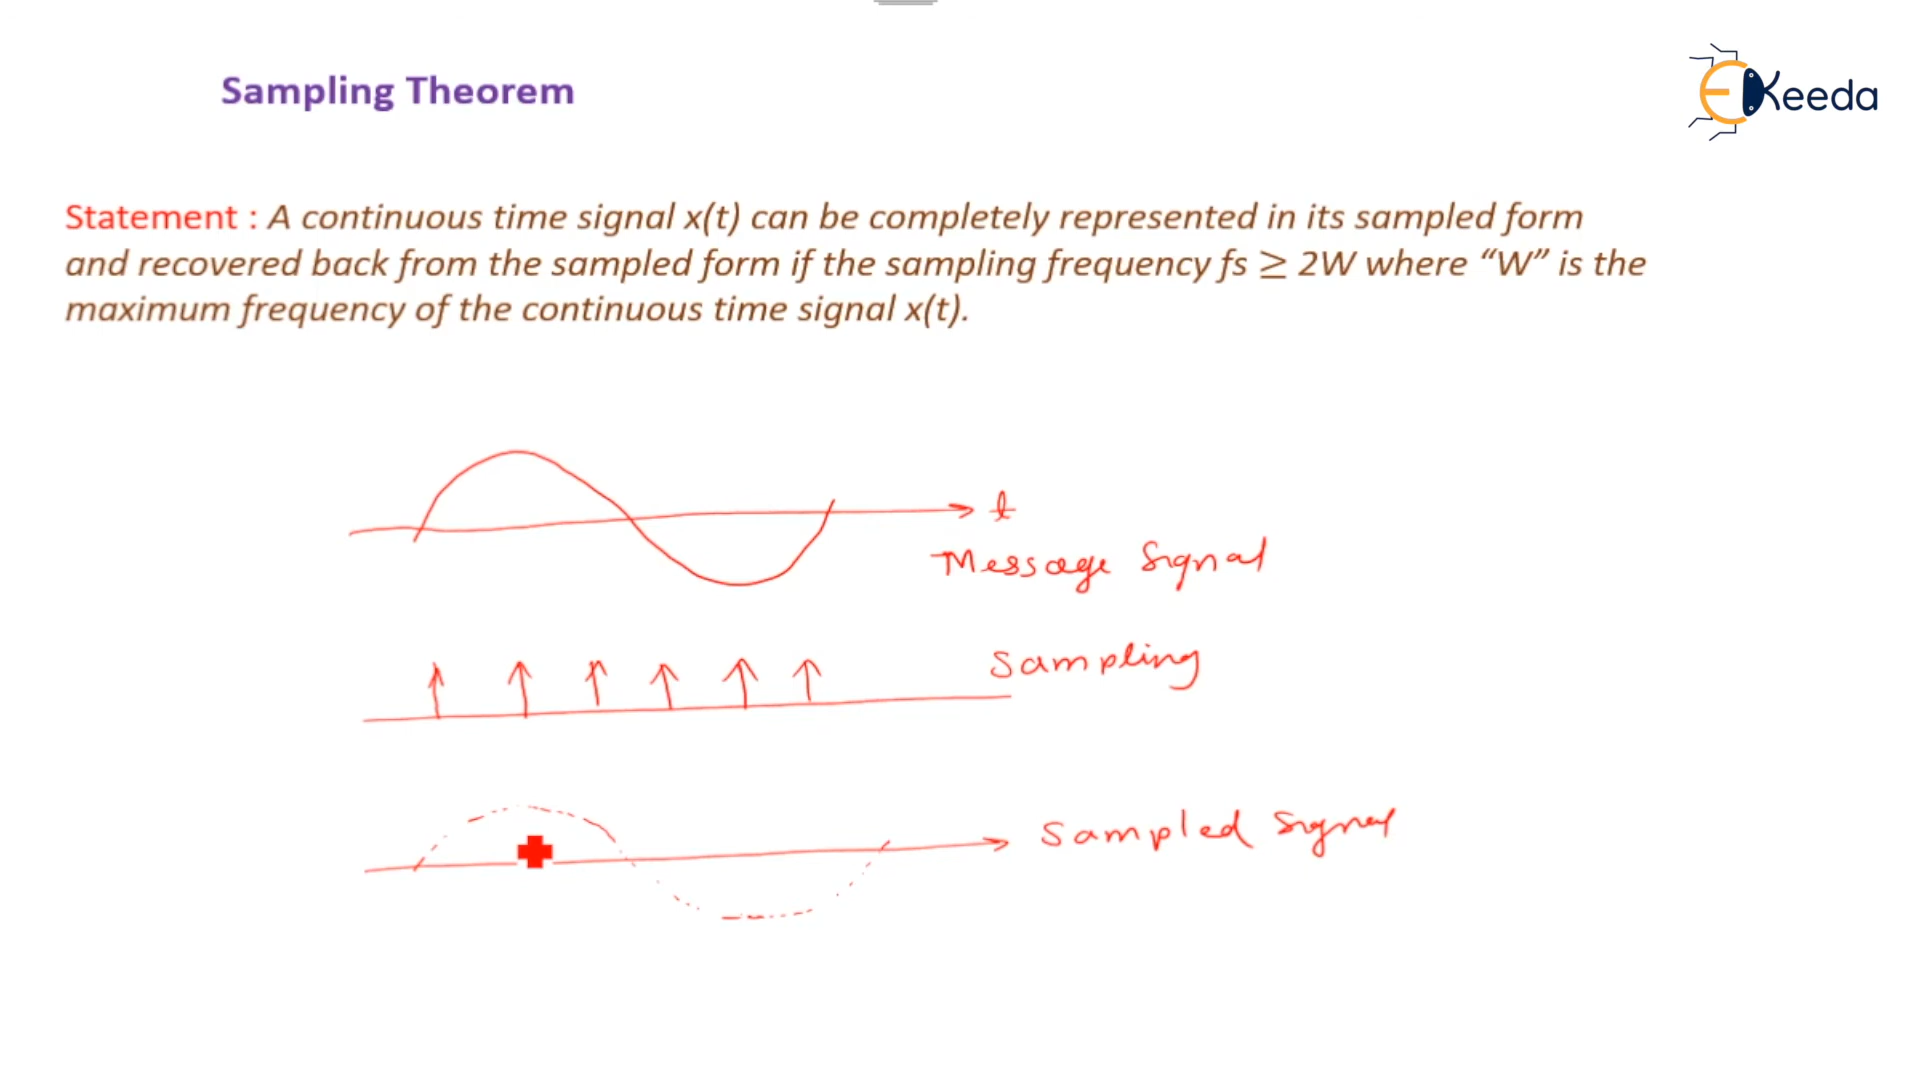 Sampling Theorem
EKeeda
Statement : A continuous time signal x(t) can be completely represented in its sampled form
and recovered back from the sampled form if the sampling frequency fs ≥ 2W where “W” is the
maximum frequency of the continuous time signal x(t).
t
Message Signal
Sampling
Sampled Signal